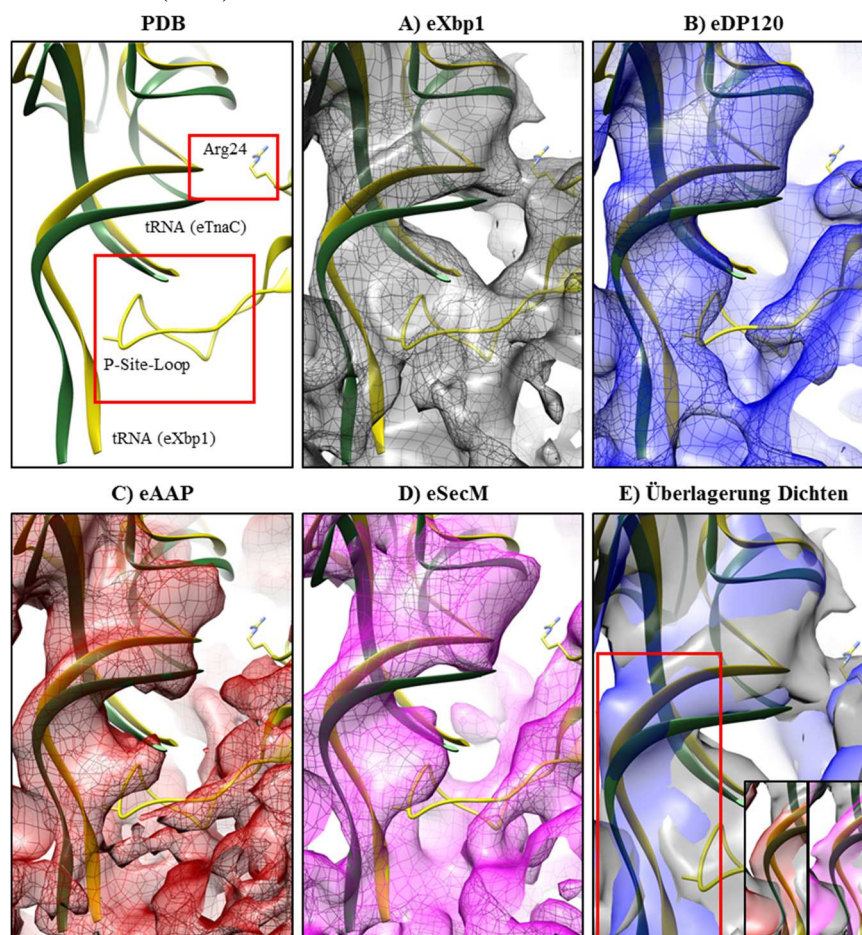 PDB
A) eXbp1
B) eDP120
Arg24
tRNA (eTnaC)
P-Site-Loop
tRNA (eXbp1)
C) eAAP
D) eSecM
E) Überlagerung Dichten